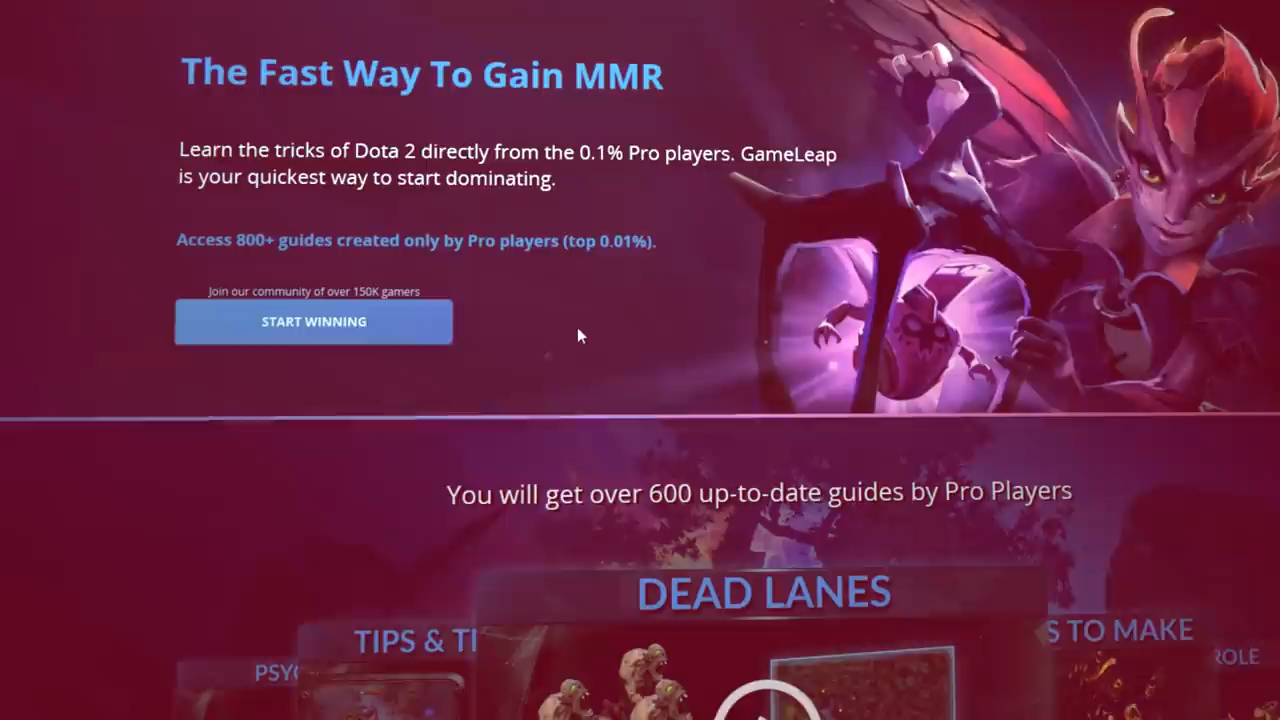 The Fast Way To Gain MMR
Learn the tricks of Dota 2 directly from the 0.1% Pro players. GameLeap
is your quickest way to start dominating.
Access 800+ guides created only by Pro players (top 0.01%).
Join our community of over 150K gamers
START WINNING
You will get over 600 up-to-date guides by Pro Players
DEAD LANES
TIPS & TI
S TO MAKE
PSYC
ROLE